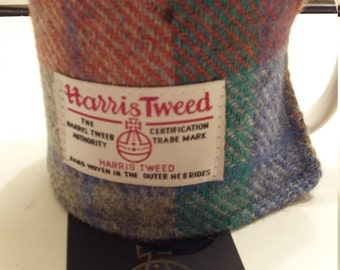 Harris Tweed
THE
HARRIS TWEED
AUTHORITY
CERTIFICATION
TRADE MARK
HARRIS TWEED
HAND WOVEN IN THE OUTER HEBRIDES